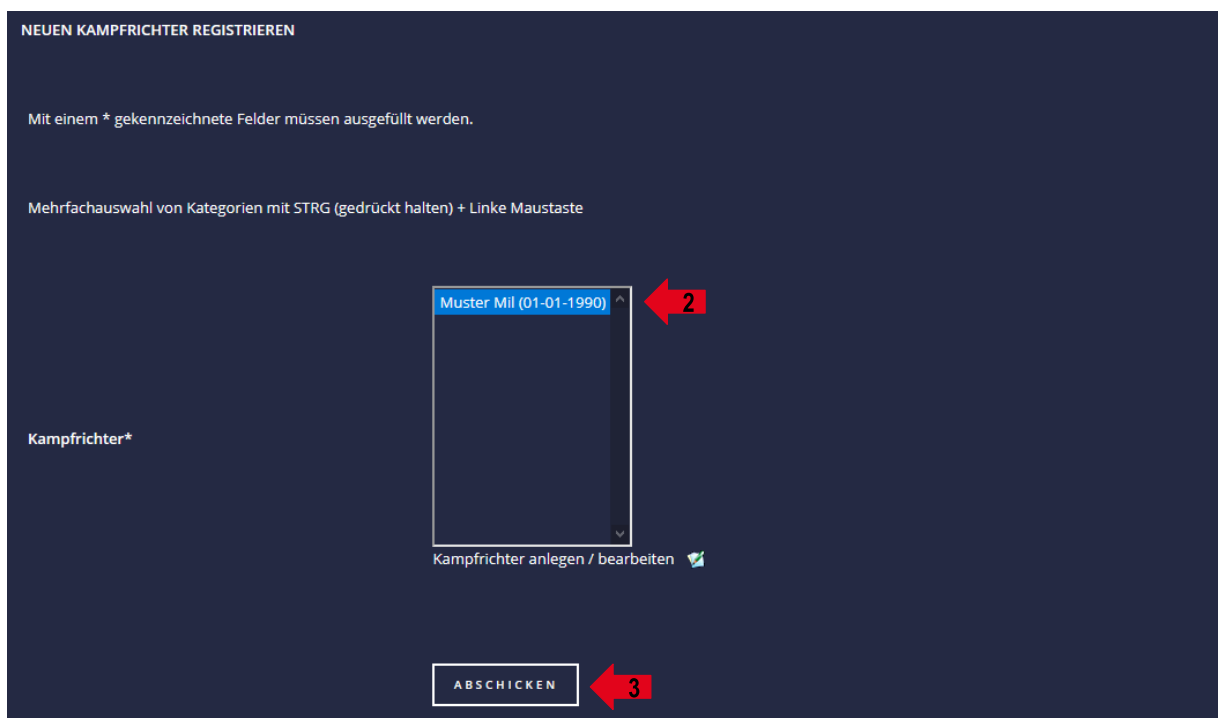 NEUEN KAMPFRICHTER REGISTRIEREN
Mit einem * gekennzeichnete Felder müssen ausgefüllt werden.
Mehrfachauswahl von Kategorien mit STRG (gedrückt halten) + Linke Maustaste
Muster Mil (01-01-1990)
2
Kampfrichter*
Kampfrichter anlegen / bearbeiten
ABSCHICKEN
3